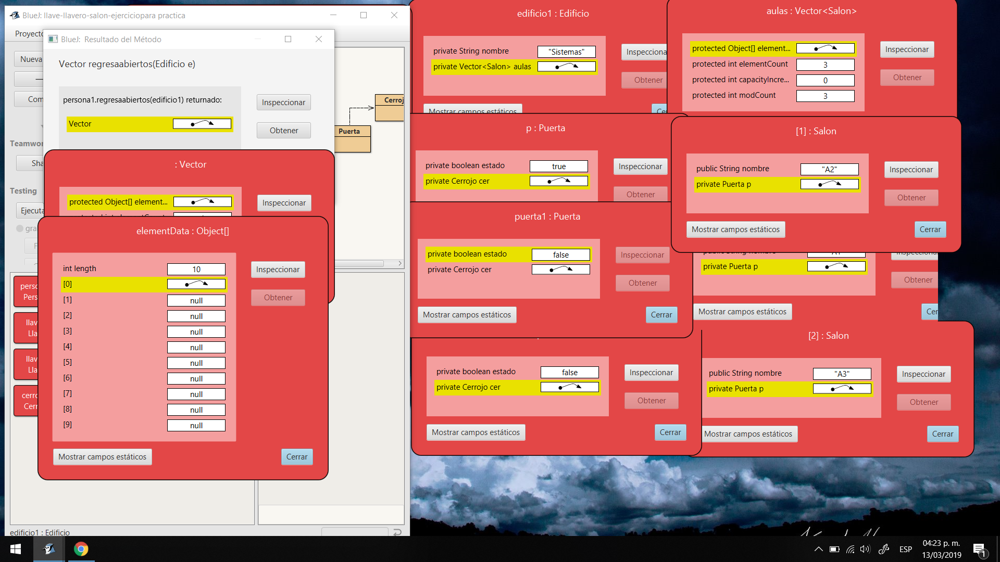 BlueJ: llave-llavero-salon-ejerciciopara practica
Proyecto
BlueJ: Resultado del Método
Nueva
Com
Teamwor
Sha
Testing
Ejecuta
gra
Vector regresaabiertos(Edificio e)
persona1.regresaabiertos(edificio1) returnado:
Vector
Inspeccionar
Obtener
Cerroj
Puerta
: Vector
protected Object[] element...
Inspeccionar
elementData : Object[]
int length 10
[0]
[1] null
[2] null
[3] null
[4] null
[5] null
[6] null
[7] null
[8] null
[9] null
Inspeccionar
Obtener
Mostrar campos estáticos
Cerrar
perso
Pers
llav
Lla
llav
Lla
cerro
Cerr
edificio1 : Edificio
edificio1 : Edificio
private String nombre "Sistemas"
private Vector<Salon> aulas
Inspecciona
Obtener
Mostrar campos estáticos
Cer
aulas : Vector<Salon>
protected Object[] element...
protected int elementCount 3
protected int capacityIncre... 0
protected int modCount 3
Inspeccionar
Obtener
p : Puerta
private boolean estado true
private Cerrojo cer
Inspeccionar
Obtener
[1] : Salon
public String nombre "A2"
private Puerta p
Inspeccionar
Obtener
Mostrar campos estáticos
Cerrar
puerta1 : Puerta
private boolean estado false
private Cerrojo cer
Inspeccionar
Obtener
Mostrar campos estáticos
Cerrar
private Puerta p
Obtener
Mostrar campos estáticos
Cer
private boolean estado false
private Cerrojo cer
Inspeccionar
Obtener
Mostrar campos estáticos
Cerrar
[2] : Salon
public String nombre "A3"
private Puerta p
Inspeccionar
Obtener
Mostrar campos estáticos
Cerrar
ESP
04:23 p. m.
13/03/2019
1